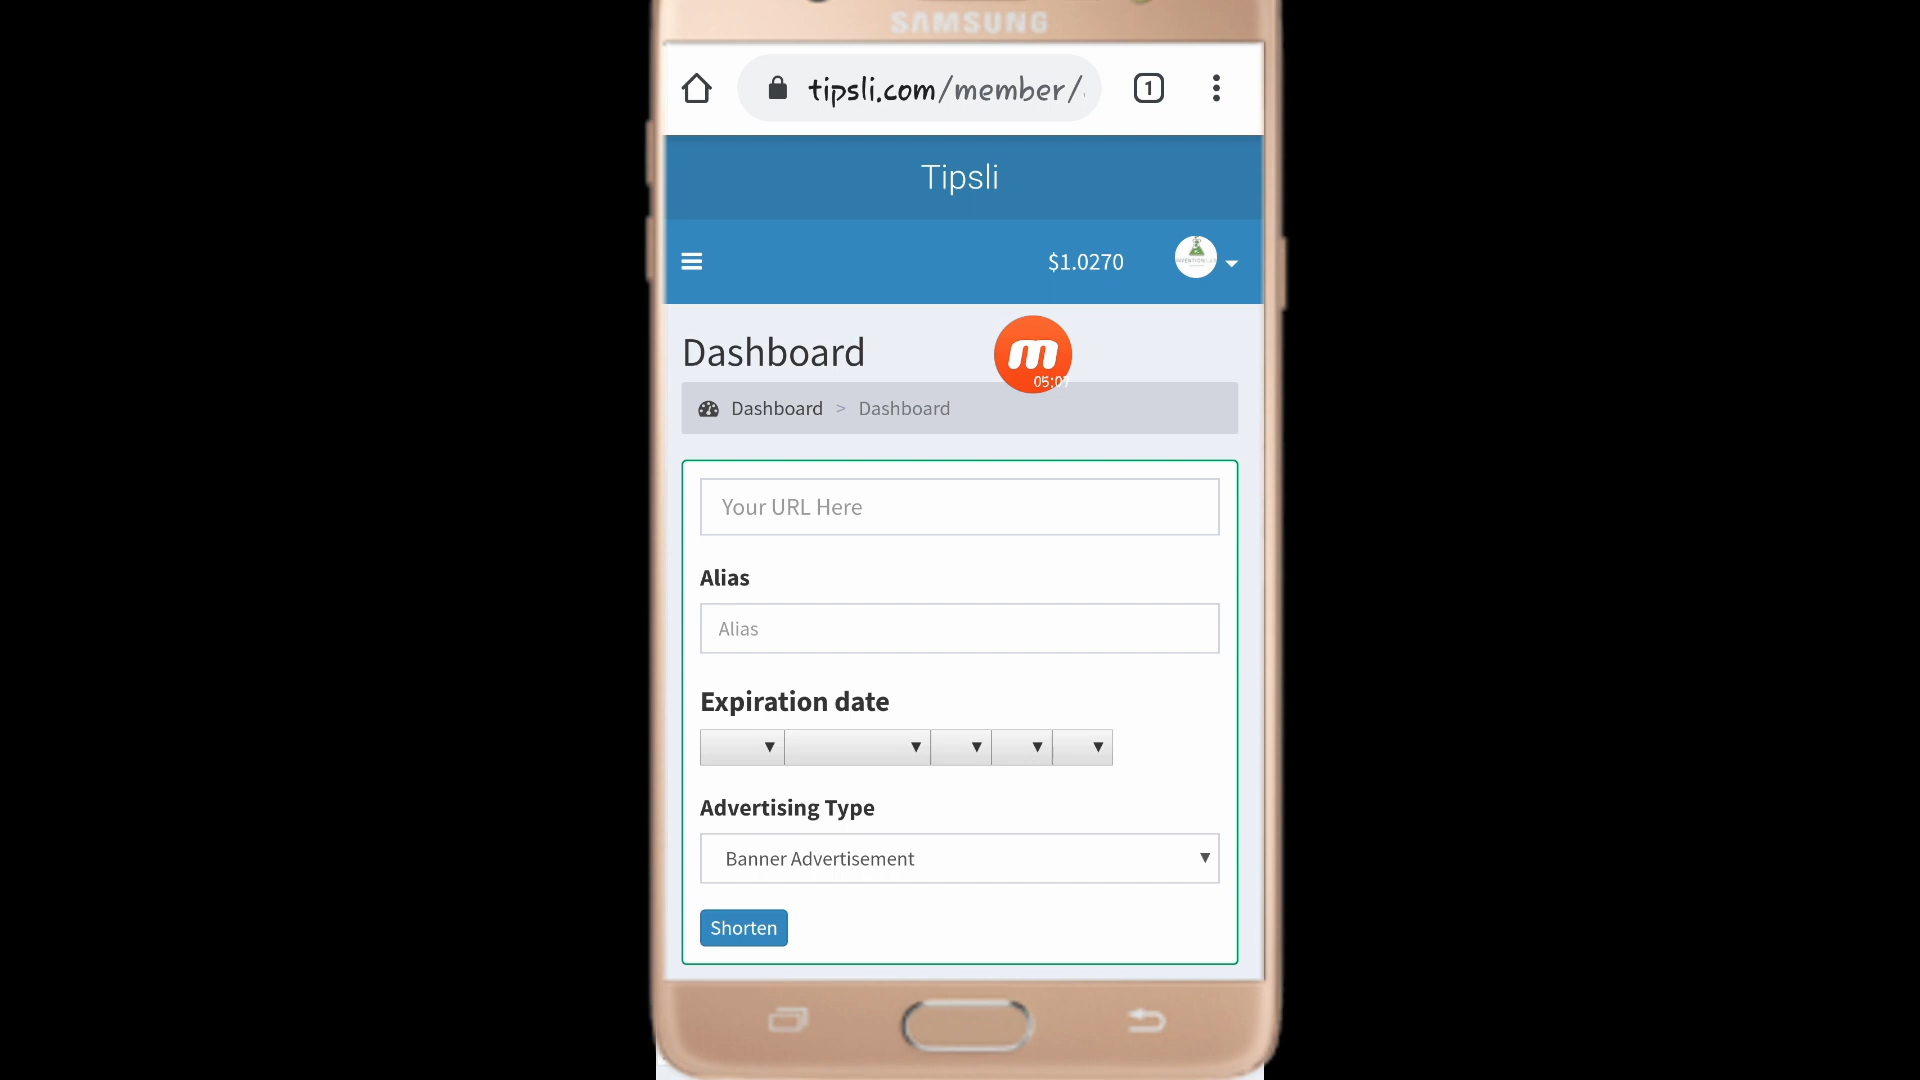 SAMSUNG
tipsli.com/member/
1
Tipsli
$1.0270
Dashboard
m
05:07
Dashboard > Dashboard
Your URL Here
Alias
Alias
Expiration date
Advertising Type
Banner Advertisement
Shorten